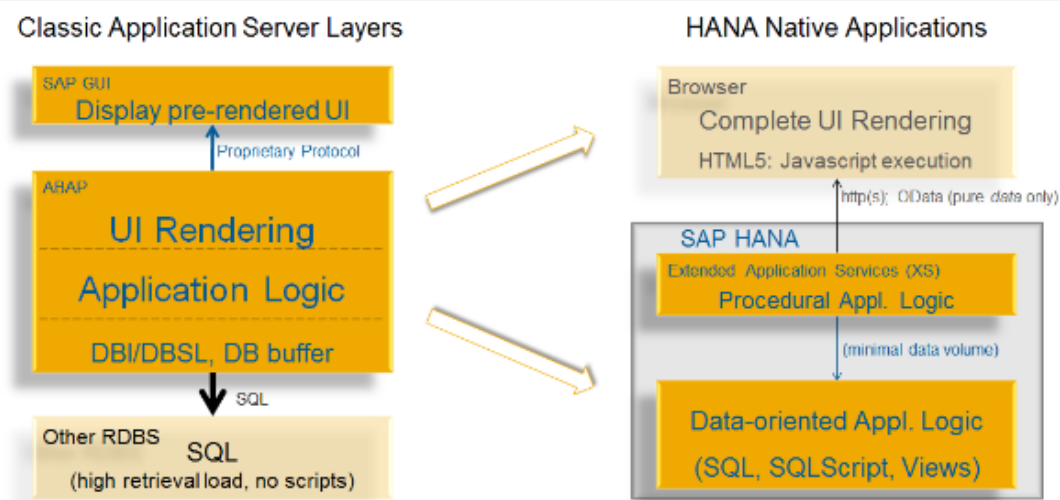 Classic Application Server Layers
SAP GUI
Display pre-rendered UI
Proprietary Protocol
ABAP
UI Rendering
Application Logic
DBI/DBSL, DB buffer
SQL
Other RDBS
SQL
(high retrieval load, no scripts)
HANA Native Applications
Browser
Complete UI Rendering
HTML5: Javascript execution
http(s); OData (pure data only)
SAP HANA
Extended Application Services (XS)
Procedural Appl. Logic
(minimal data volume)
Data-oriented Appl. Logic
(SQL, SQLScript, Views)